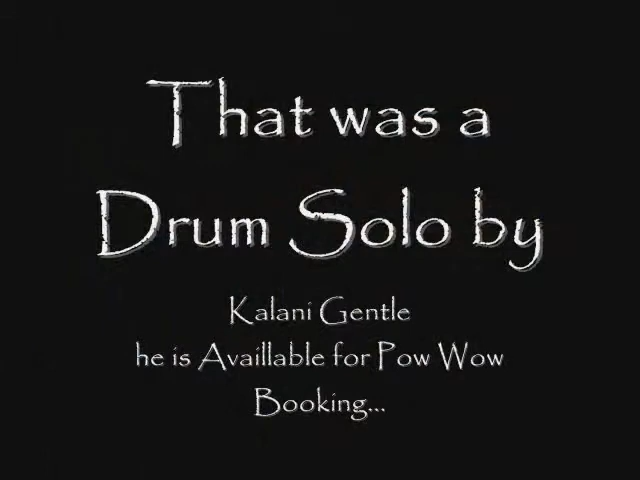 That was a
Drum Solo by
Kalani Gentle
he is Availlable for Pow Wow
Booking...